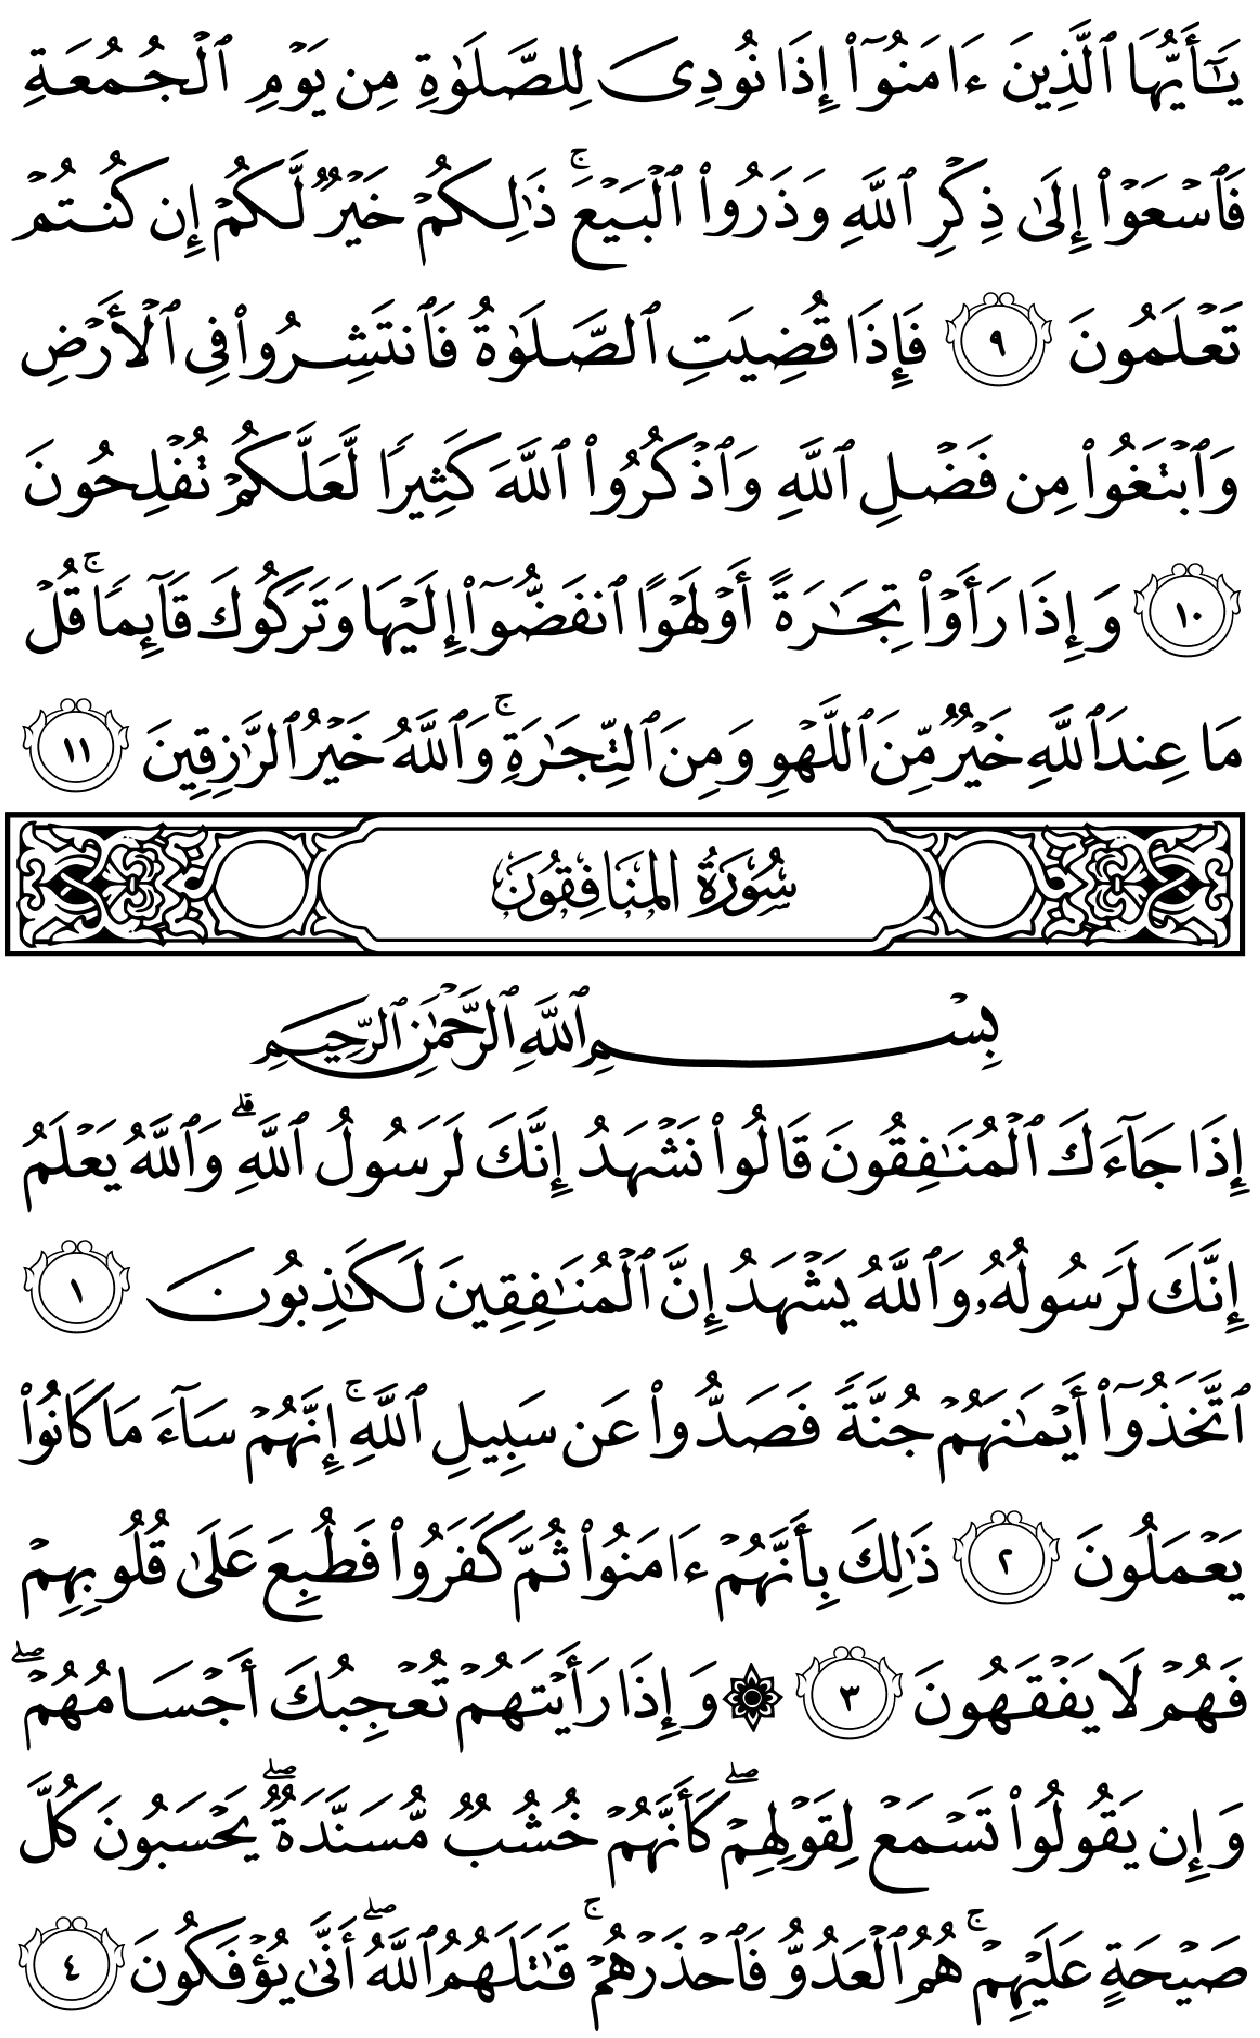 يَـٰٓأَيُّهَا ٱلَّذِينَ ءَامَنُوٓا۟ إِذَا نُودِىَ لِلصَّلَوٰةِ مِن يَوْمِ ٱلْجُمُعَةِ
فَٱسْعَوْا۟ إِلَىٰ ذِكْرِ ٱللَّهِ وَذَرُوا۟ ٱلْبَيْعَ ۚ ذَٰلِكُمْ خَيْرٌ لَّكُمْ إِن كُنتُمْ
تَعْلَمُونَ ٩ فَإِذَا قُضِيَتِ ٱلصَّلَوٰةُ فَٱنتَشِرُوا۟ فِى ٱلْأَرْضِ
وَٱبْتَغُوا۟ مِن فَضْلِ ٱللَّهِ وَٱذْكُرُوا۟ ٱللَّهَ كَثِيرًا لَّعَلَّكُمْ تُفْلِحُونَ
١٠ وَإِذَا رَأَوْا۟ تِجَـٰرَةً أَوْ لَهْوًا ٱنفَضُّوٓا۟ إِلَيْهَا وَتَرَكُوكَ قَآئِمًا ۚ قُلْ
مَا عِندَ ٱللَّهِ خَيْرٌ مِّنَ ٱللَّهْوِ وَمِنَ ٱلتِّجَـٰرَةِ ۚ وَٱللَّهُ خَيْرُ ٱلرَّٰزِقِينَ ١١
سُورَةُ المُنَافِقُونَ
بِسْمِ ٱللَّهِ ٱلرَّحْمَـٰنِ ٱلرَّحِيمِ
إِذَا جَآءَكَ ٱلْمُنَـٰفِقُونَ قَالُوا۟ نَشْهَدُ إِنَّكَ لَرَسُولُ ٱللَّهِ ۗ وَٱللَّهُ يَعْلَمُ
إِنَّكَ لَرَسُولُهُۥ وَٱللَّهُ يَشْهَدُ إِنَّ ٱلْمُنَـٰفِقِينَ لَكَـٰذِبُونَ ١
ٱتَّخَذُوٓا۟ أَيْمَـٰنَهُمْ جُنَّةً فَصَدُّوا۟ عَن سَبِيلِ ٱللَّهِ ۚ إِنَّهُمْ سَآءَ مَا كَانُوا۟
يَعْمَلُونَ ٢ ذَٰلِكَ بِأَنَّهُمْ ءَامَنُوا۟ ثُمَّ كَفَرُوا۟ فَطُبِعَ عَلَىٰ قُلُوبِهِمْ
فَهُمْ لَا يَفْقَهُونَ ٣ ۞ وَإِذَا رَأَيْتَهُمْ تُعْجِبُكَ أَجْسَامُهُمْ ۖ
وَإِن يَقُولُوا۟ تَسْمَعْ لِقَوْلِهِمْ ۖ كَأَنَّهُمْ خُشُبٌ مُّسَنَّدَةٌ ۖ يَحْسَبُونَ كُلَّ
صَيْحَةٍ عَلَيْهِمْ ۚ هُمُ ٱلْعَدُوُّ فَٱحْذَرْهُمْ ۚ قَـٰتَلَهُمُ ٱللَّهُ ۖ أَنَّىٰ يُؤْفَكُونَ ٤